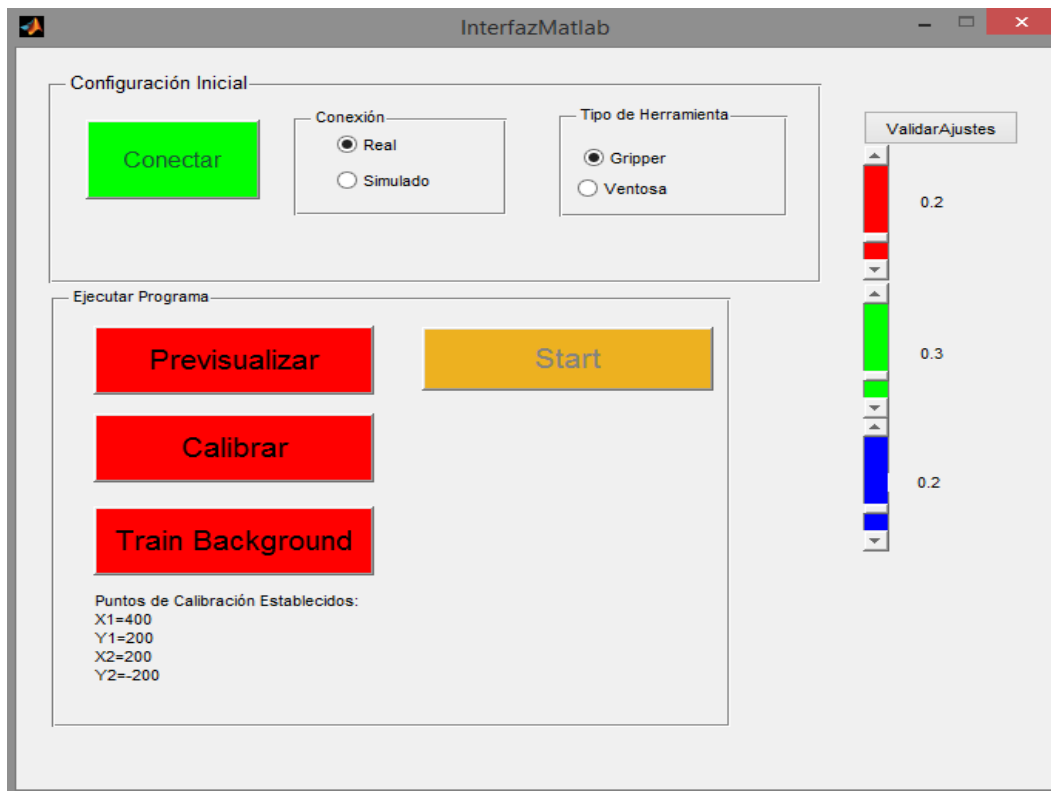 InterfazMatlab
Configuración Inicial
Conectar
Conexión
Real
Simulado
Tipo de Herramienta
Gripper
Ventosa
ValidarAjustes
0.2
0.3
0.2
Ejecutar Programa
Previsualizar
Start
Calibrar
Train Background
Puntos de Calibración Establecidos:
X1=400
Y1=200
X2=200
Y2=-200